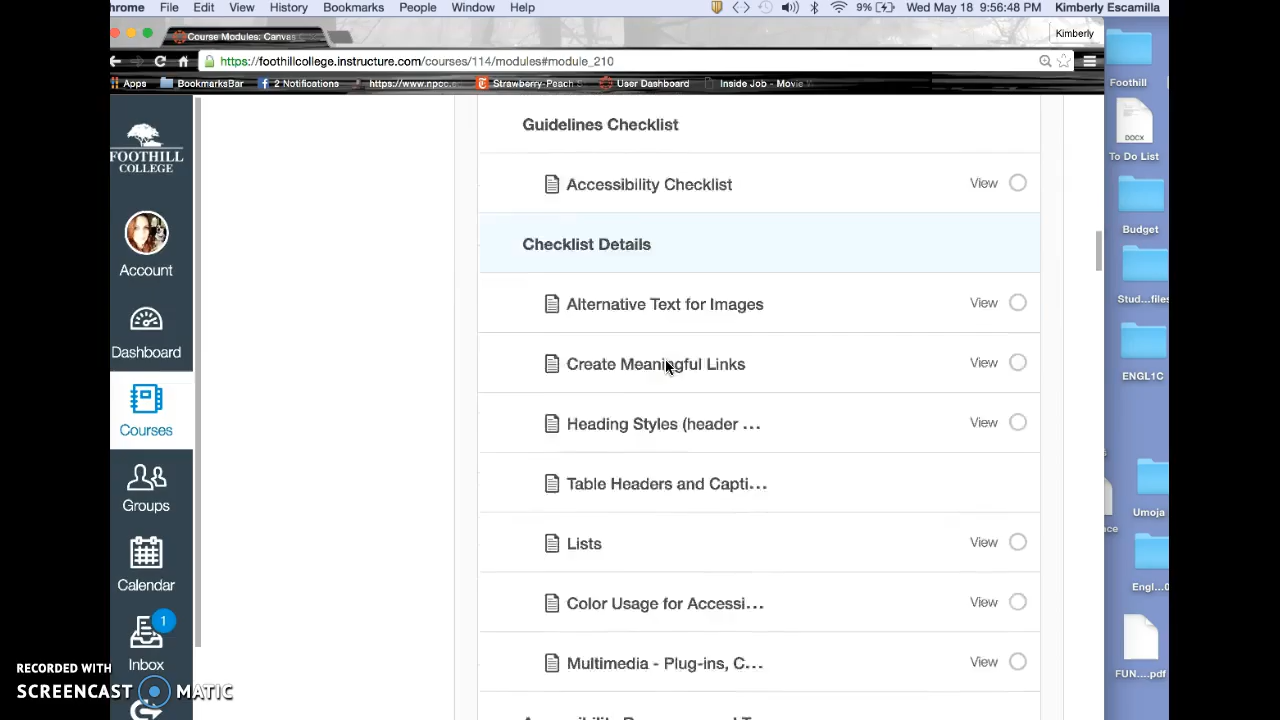 hrome File Edit View History Bookmarks People Window Help 9% Wed May 18 9:56:48 PM Kimberly Escamilla
Course Modules: Canvas Kimberly
https://foothillcollege.instructure.com/courses/114/modules#module_210
Apps BookmarksBar 2 Notifications https://www.npcc. Strawberry-Peach S User Dashboard Inside Job - Movie
FOOTHILL
COLLEGE
Account
Dashboard
Courses
Groups
Calendar
1
Inbox
Guidelines Checklist
Accessibility Checklist View
Checklist Details
Alternative Text for Images View
Create Meaningful Links View
Heading Styles (header ... View
Table Headers and Capti...
Lists View
Color Usage for Accessi... View
Multimedia - Plug-ins, C... View
Foothill
DOCX
To Do List
Budget
Stud...files
ENGL1C
Umoja
Engl...0
FUN....pdf
RECORDED WITH
SCREENCAST MATIC